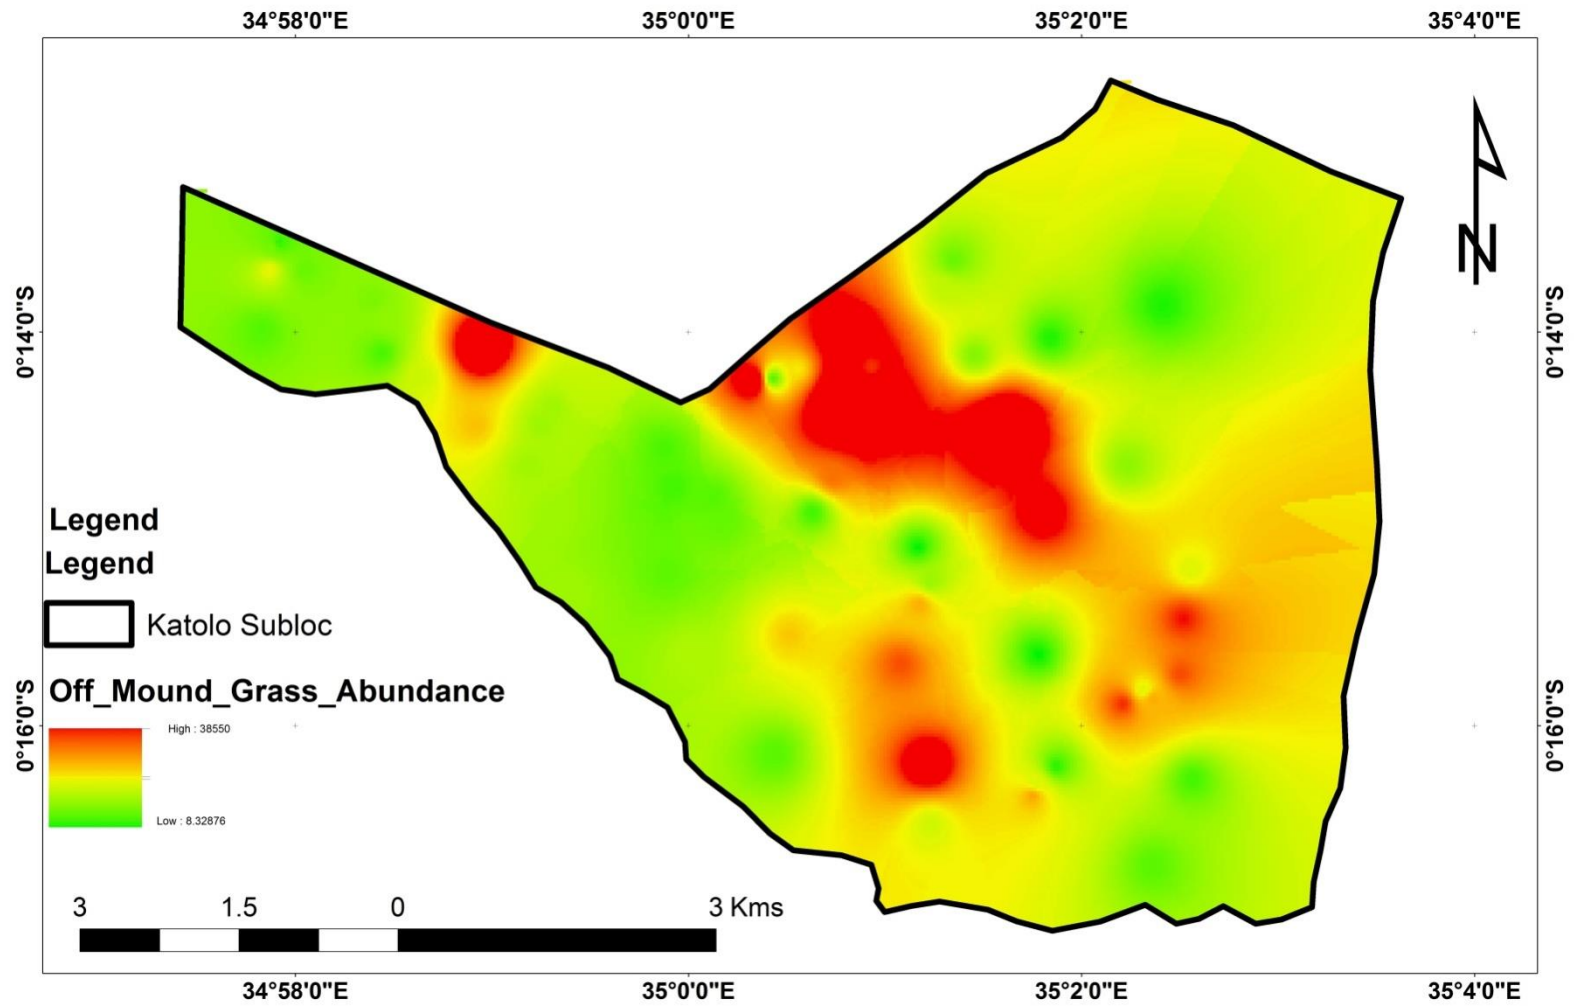 34°58'0"E 35°0'0"E 35°2'0"E 35°4'0"E
N
0°14'0"S 0°14'0"S
Legend
Legend
Katolo Subloc
Off_Mound_Grass_Abundance
High : 38550
Low : 8.32876
0°16'0"S 0°16'0"S
3 1.5 0 3 Kms
34°58'0"E 35°0'0"E 35°2'0"E 35°4'0"E